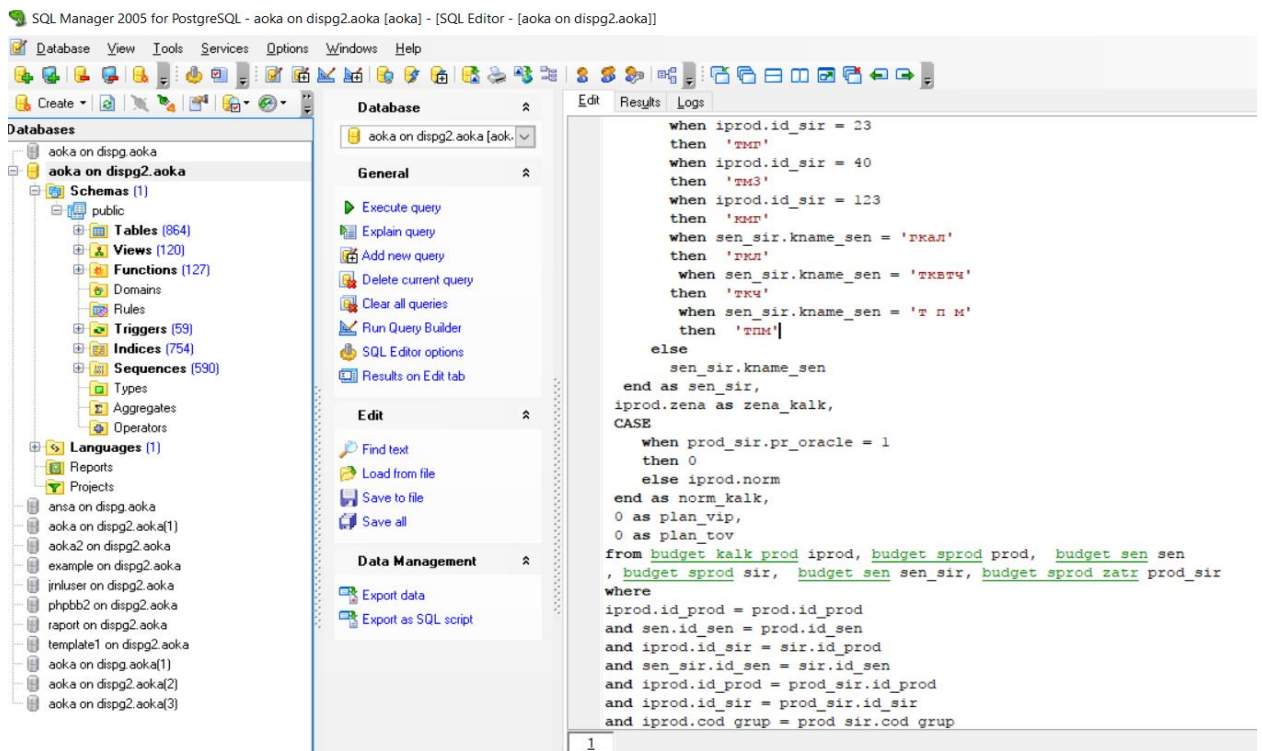 SQL Manager 2005 for PostgreSQL - aoka on dispg2.aoka [aoka] - [SQL Editor - [aoka on dispg2.aoka]]
Database View Tools Services Options Windows Help
Create
Databases
aoka on dispg.aoka
aoka on dispg2.aoka
Schemas (1)
public
Tables (864)
Views (120)
Functions (127)
Domains
Rules
Triggers (59)
Indices (754)
Sequences (590)
Types
Aggregates
Operators
Languages (1)
Reports
Projects
ansa on dispg.aoka
aoka on dispg2.aoka(1)
aoka2 on dispg2.aoka
example on dispg2.aoka
jrnluser on dispg2.aoka
phpbb2 on dispg2.aoka
raport on dispg2.aoka
template1 on dispg2.aoka
aoka on dispg.aoka(1)
aoka on dispg2.aoka(2)
aoka on dispg2.aoka(3)
Database
aoka on dispg2.aoka [aok.
General
Execute query
Explain query
Add new query
Delete current query
Clear all queries
Run Query Builder
SQL Editor options
Results on Edit tab
Edit
Find text
Load from file
Save to file
Save all
Data Management
Export data
Export as SQL script
Edit Results Logs
when iprod.id_sir = 23
then 'тмг'
when iprod.id_sir = 40
then 'тм3'
when iprod.id_sir = 123
then 'кмг'
when sen_sir.kname_sen = 'гкал'
then 'гкл'
when sen_sir.kname_sen = 'тквтч'
then 'ткч'
when sen_sir.kname_sen = 'т п м'
then 'тпм'
else
sen_sir.kname_sen
end as sen_sir,
iprod.zena as zena_kalk,
CASE
when prod_sir.pr_oracle = 1
then 0
else iprod.norm
end as norm_kalk,
0 as plan_vip,
0 as plan_tov
from budget_kalk_prod iprod, budget_sprod prod, budget_sen sen
, budget_sprod sir, budget_sen sen_sir, budget_sprod_zatr prod_sir
where
iprod.id_prod = prod.id_prod
and sen.id_sen = prod.id_sen
and iprod.id_sir = sir.id_prod
and sen_sir.id_sen = sir.id_sen
and iprod.id_prod = prod_sir.id_prod
and iprod.id_sir = prod_sir.id_sir
and iprod.cod_grup = prod_sir.cod_grup
1